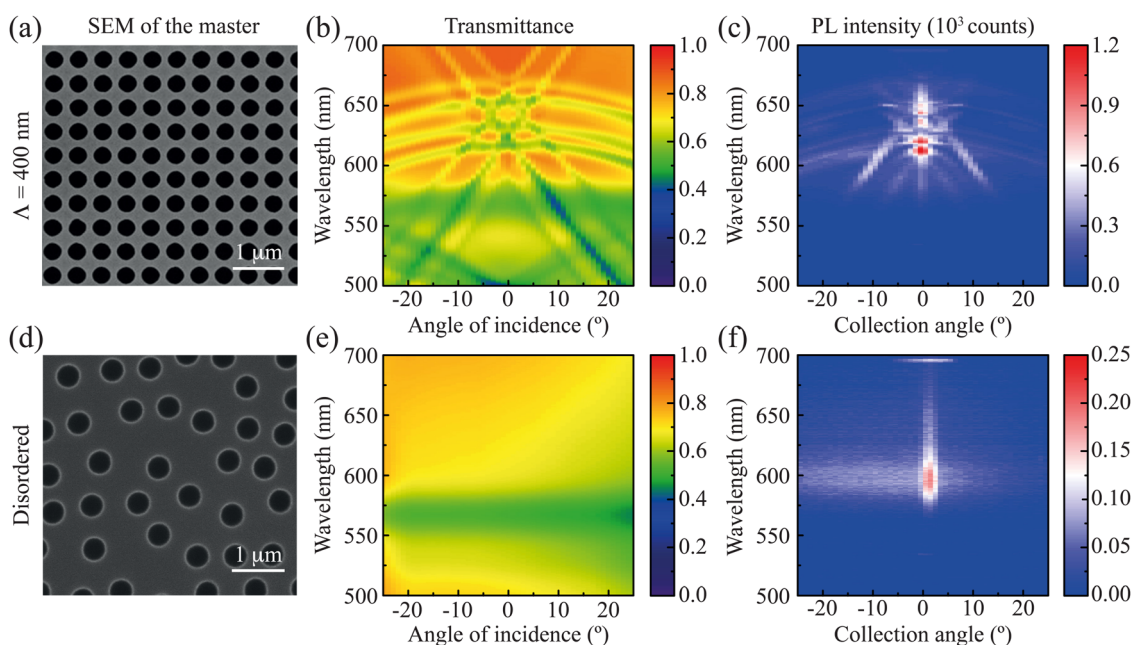 (a) SEM of the master
(b) Transmittance
(c) PL intensity (10³ counts)
Λ = 400 nm
1 μm
Wavelength (nm)
700
650
600
550
500
-20 -10 0 10 20
Angle of incidence (º)
1.0
0.8
0.6
0.4
0.2
0.0
Wavelength (nm)
700
650
600
550
500
-20 0 20
Collection angle (º)
1.2
0.9
0.6
0.3
0.0
(d)
(e)
(f)
Disordered
1 μm
Wavelength (nm)
700
650
600
550
500
-20 -10 0 10 20
Angle of incidence (º)
1.0
0.8
0.6
0.4
0.2
0.0
Wavelength (nm)
700
650
600
550
500
-20 0 20
Collection angle (º)
0.25
0.20
0.15
0.10
0.05
0.00